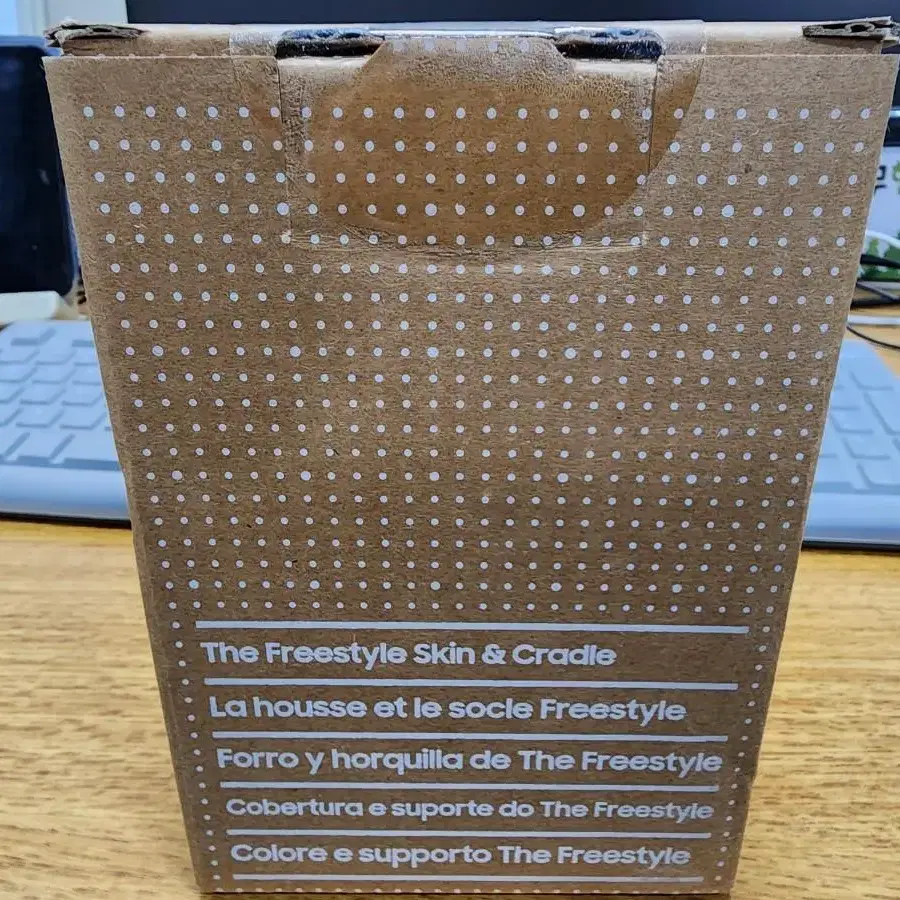 The Freestyle Skin & Cradle
La housse et le socle Freestyle
Forro y horquilla de The Freestyle
Cobertura e suporte do The Freestyle
Colore e supporto The Freestyle